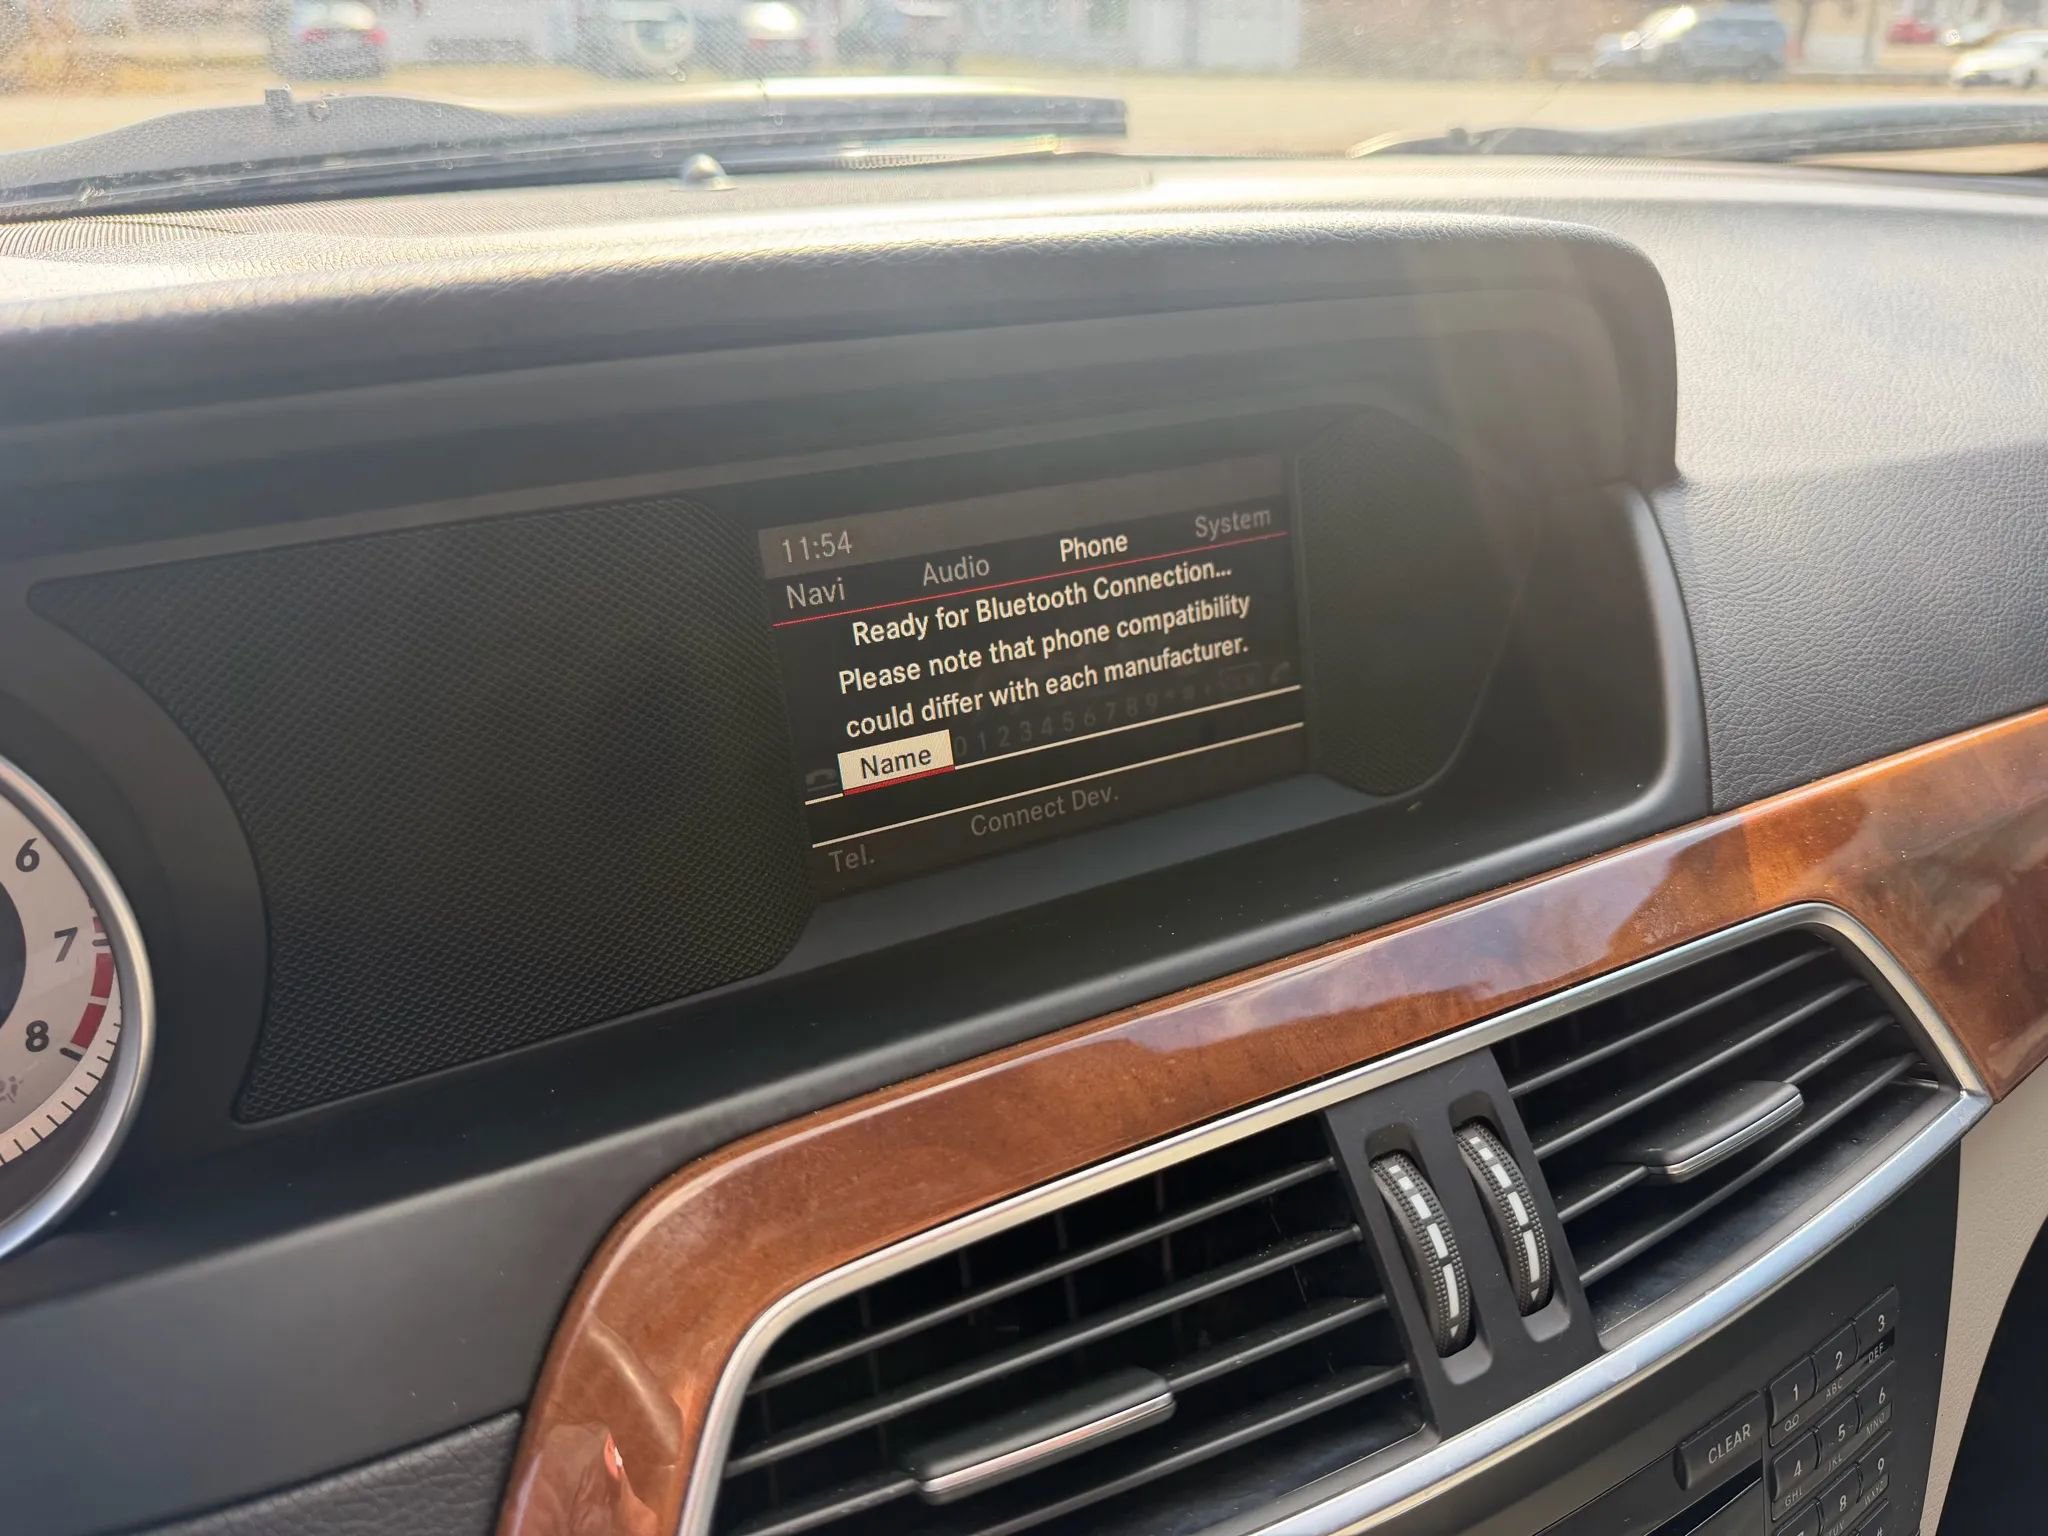 11:54
Navi Audio Phone System
Ready for Bluetooth Connection...
Please note that phone compatibility
could differ with each manufacturer.
Name 0 1 2 3 4 5 6 7 8 9 * #
Connect Dev.
Tel.
6
7
8
CLEAR
1
2 ABC
3 DEF
4 GHI
5 JKL
6 MNO
8 TUV
9 WXYZ